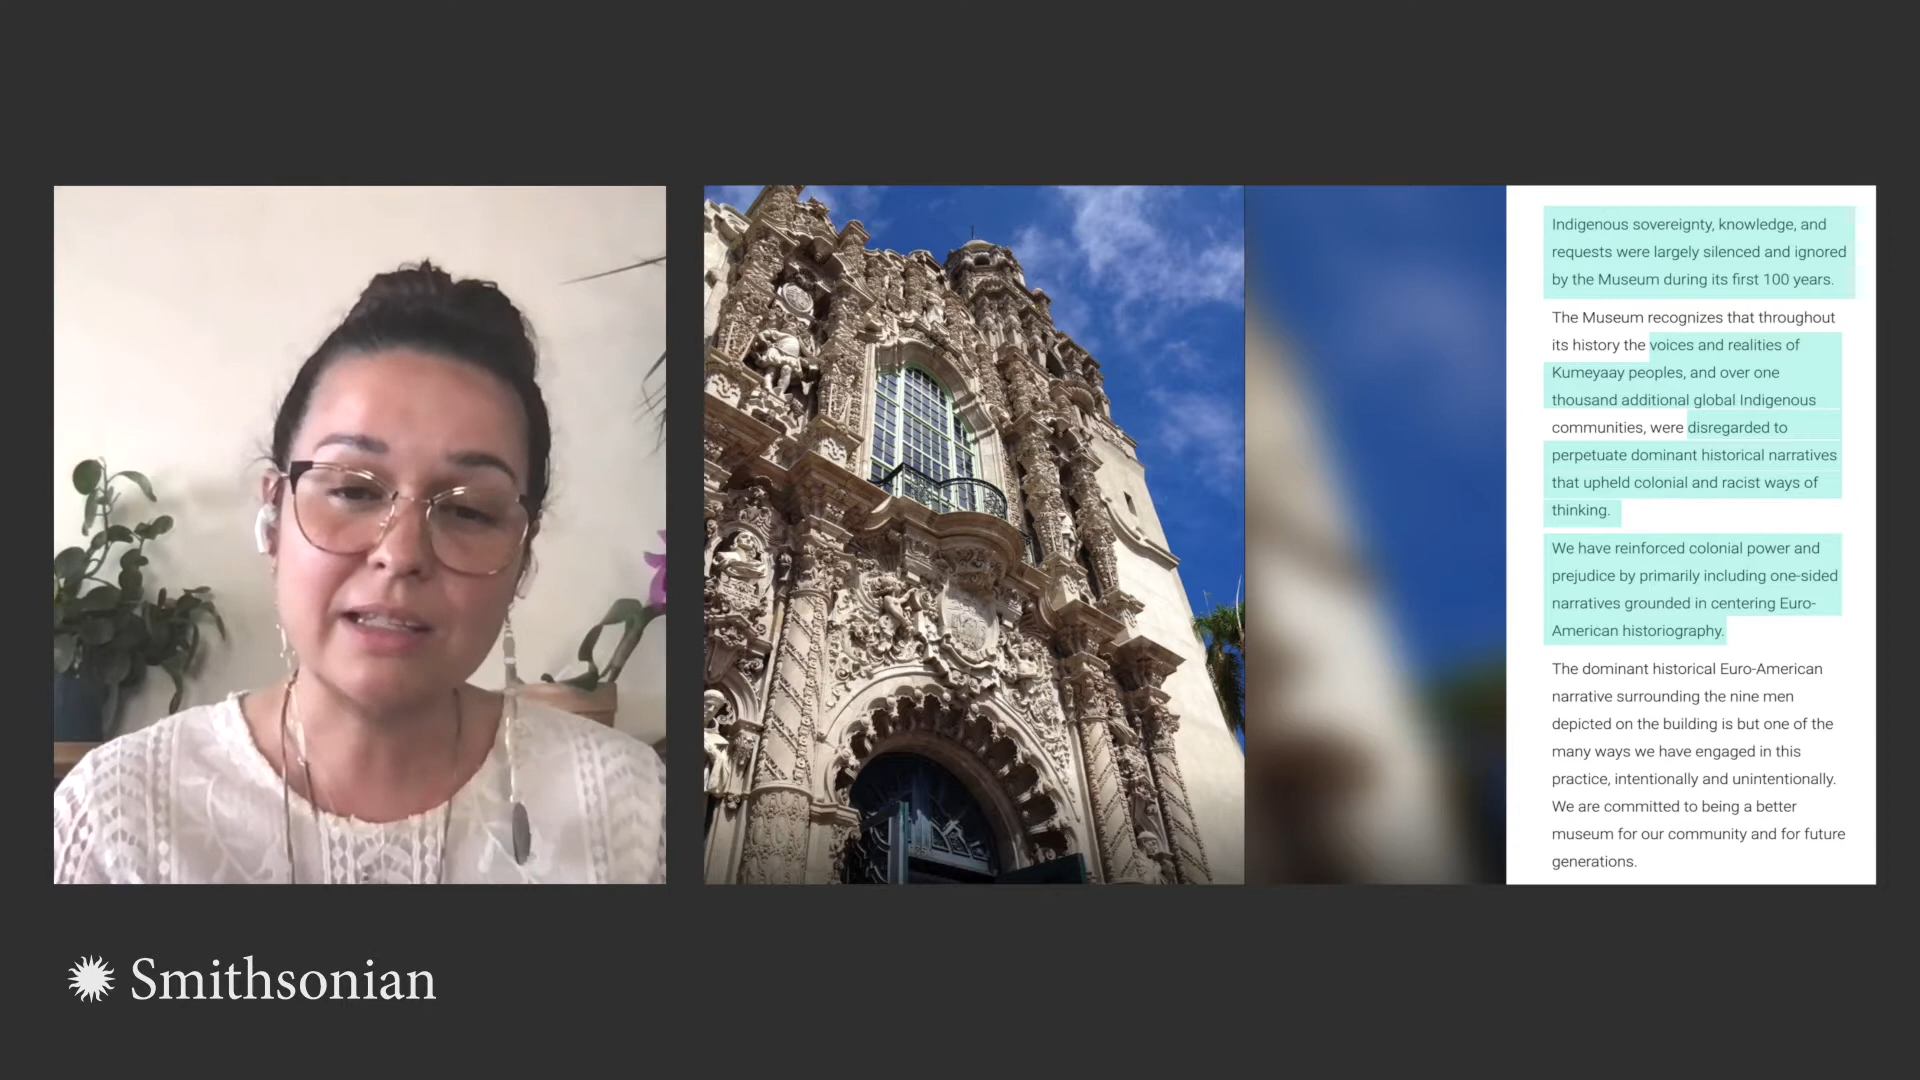 Indigenous sovereignty, knowledge, and
requests were largely silenced and ignored
by the Museum during its first 100 years.
The Museum recognizes that throughout
its history the voices and realities of
Kumeyaay peoples, and over one
thousand additional global Indigenous
communities, were disregarded to
perpetuate dominant historical narratives
that upheld colonial and racist ways of
thinking.
We have reinforced colonial power and
prejudice by primarily including one-sided
narratives grounded in centering Euro-
American historiography.
The dominant historical Euro-American
narrative surrounding the nine men
depicted on the building is but one of the
many ways we have engaged in this
practice, intentionally and unintentionally.
We are committed to being a better
museum for our community and for future
generations.
Smithsonian